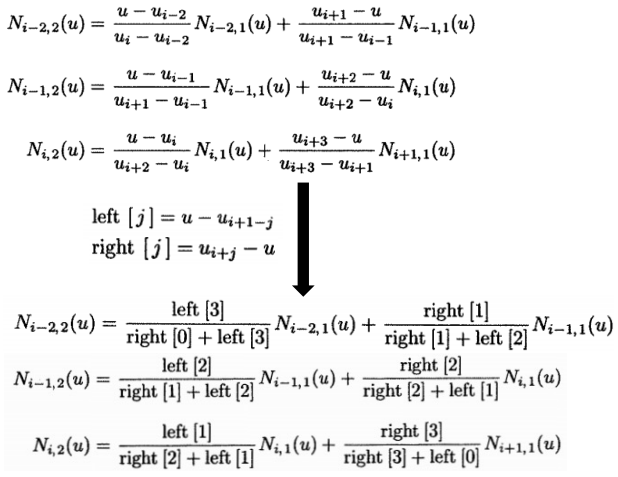 N_{i-2,2}(u) = \frac{u - u_{i-2}}{u_i - u_{i-2}} N_{i-2,1}(u) + \frac{u_{i+1} - u}{u_{i+1} - u_{i-1}} N_{i-1,1}(u)
N_{i-1,2}(u) = \frac{u - u_{i-1}}{u_{i+1} - u_{i-1}} N_{i-1,1}(u) + \frac{u_{i+2} - u}{u_{i+2} - u_i} N_{i,1}(u)
N_{i,2}(u) = \frac{u - u_i}{u_{i+2} - u_i} N_{i,1}(u) + \frac{u_{i+3} - u}{u_{i+3} - u_{i+1}} N_{i+1,1}(u)
left [j] = u - u_{i+1-j}
right [j] = u_{i+j} - u
N_{i-2,2}(u) = \frac{left [3]}{right [0] + left [3]} N_{i-2,1}(u) + \frac{right [1]}{right [1] + left [2]} N_{i-1,1}(u)
N_{i-1,2}(u) = \frac{left [2]}{right [1] + left [2]} N_{i-1,1}(u) + \frac{right [2]}{right [2] + left [1]} N_{i,1}(u)
N_{i,2}(u) = \frac{left [1]}{right [2] + left [1]} N_{i,1}(u) + \frac{right [3]}{right [3] + left [0]} N_{i+1,1}(u)